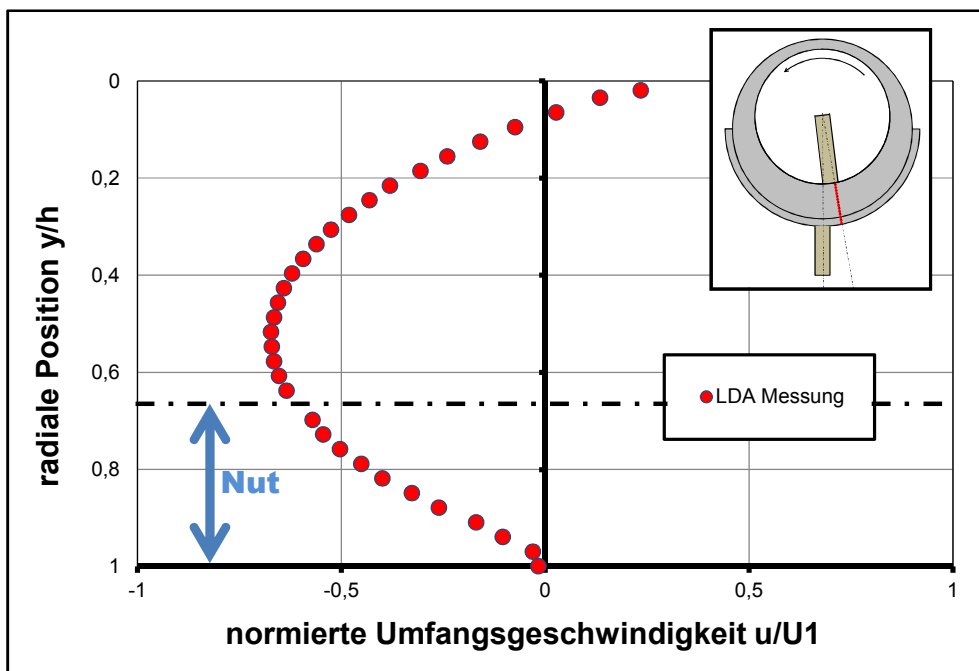 radiale Position y/h
0
0,2
0,4
0,6
0,8
1
Nut
LDA Messung
-1
-0,5
0
0,5
1
normierte Umfangsgeschwindigkeit u/U1